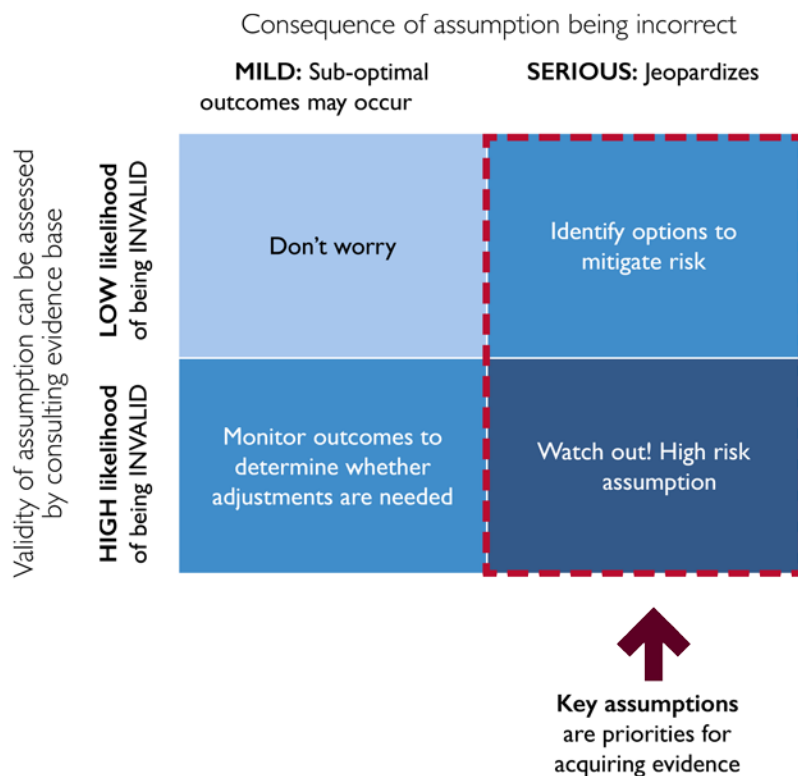 Consequence of assumption being incorrect
MILD: Sub-optimal
outcomes may occur
SERIOUS: Jeopardizes
Validity of assumption can be assessed
by consulting evidence base
LOW likelihood
of being INVALID
Don't worry
Identify options to
mitigate risk
HIGH likelihood
of being INVALID
Monitor outcomes to
determine whether
adjustments are needed
Watch out! High risk
assumption
Key assumptions
are priorities for
acquiring evidence